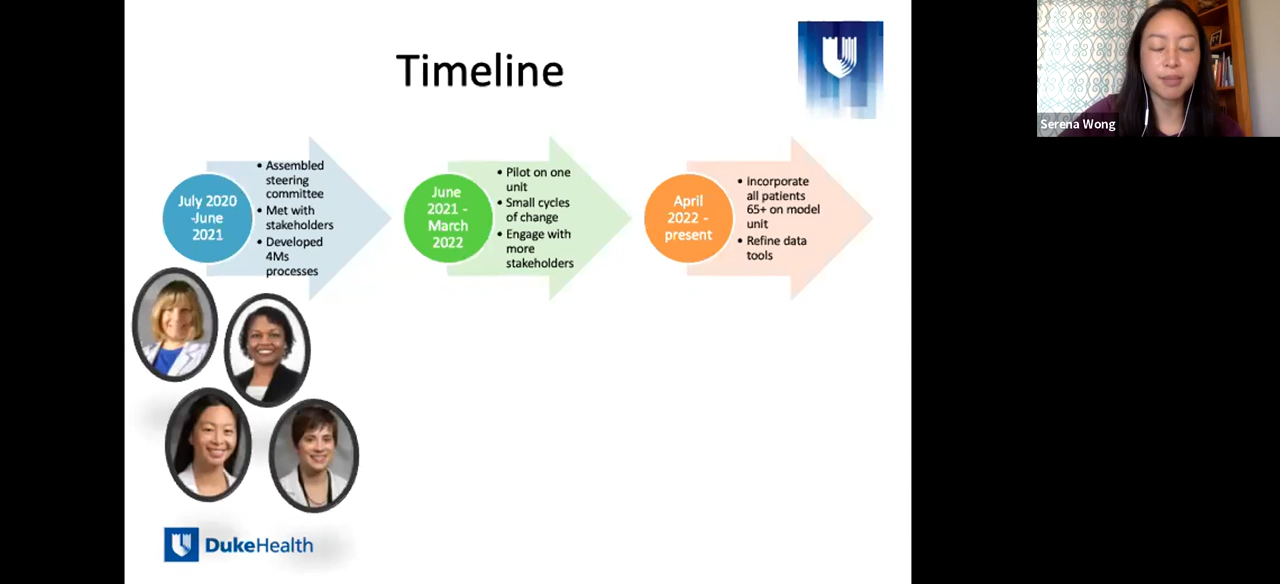 Timeline
July 2020
-June
2021
• Assembled
steering
committee
• Met with
stakeholders
• Developed
4Ms
processes
June
2021 -
March
2022
• Pilot on one
unit
• Small cycles
of change
• Engage with
more
stakeholders
April
2022 -
present
• Incorporate
all patients
65+ on model
unit
• Refine data
tools
DukeHealth
Serena Wong